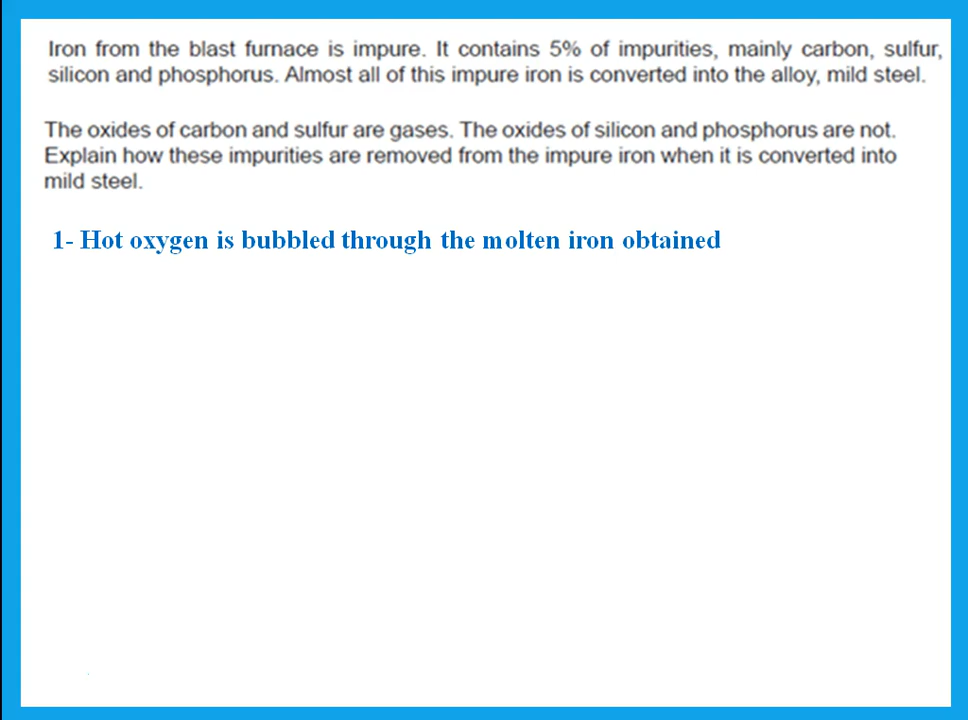 Iron from the blast furnace is impure. It contains 5% of impurities, mainly carbon, sulfur,
silicon and phosphorus. Almost all of this impure iron is converted into the alloy, mild steel.
The oxides of carbon and sulfur are gases. The oxides of silicon and phosphorus are not.
Explain how these impurities are removed from the impure iron when it is converted into
mild steel.
1- Hot oxygen is bubbled through the molten iron obtained